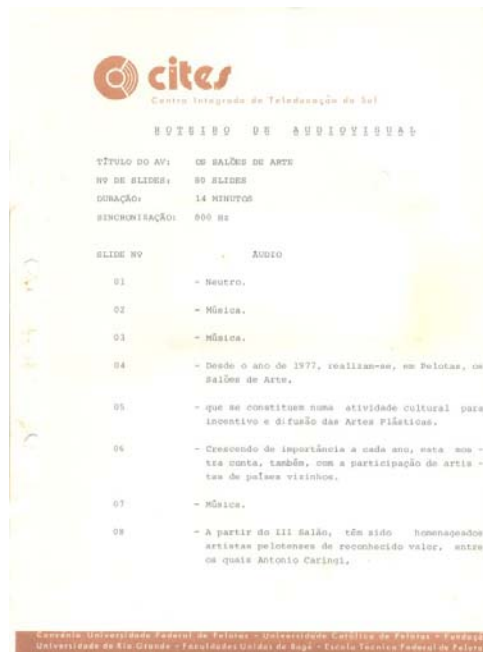 cites
Centro Integrado de Teleducação do Sul
ROTEIRO DE AUDIOVISUAL
TÍTULO DO AV: OS SALÕES DE ARTE
Nº DE SLIDES: 80 SLIDES
DURAÇÃO: 14 MINUTOS
SINCRONISAÇÃO: 800 Hz
SLIDE Nº ÁUDIO
01 - Neutro.
02 - Música.
03 - Música.
04 - Desde o ano de 1977, realizam-se, em Pelotas, os
Salões de Arte,
05 - que se constituem numa atividade cultural para
incentivo e difusão das Artes Plásticas.
06 - Crescendo de importância a cada ano, esta mos -
tra conta, também, com a participação de artis -
tas de países vizinhos.
07 - Música.
08 - A partir do III Salão, têm sido homenageados
artistas pelotenses de reconhecido valor, entre
os quais Antonio Caringi,
Convênio Universidade Federal de Pelotas - Universidade Católica de Pelotas - Fundação
Universidade do Rio Grande - Faculdades Unidas de Bagé - Escola Técnica Federal de Pelotas